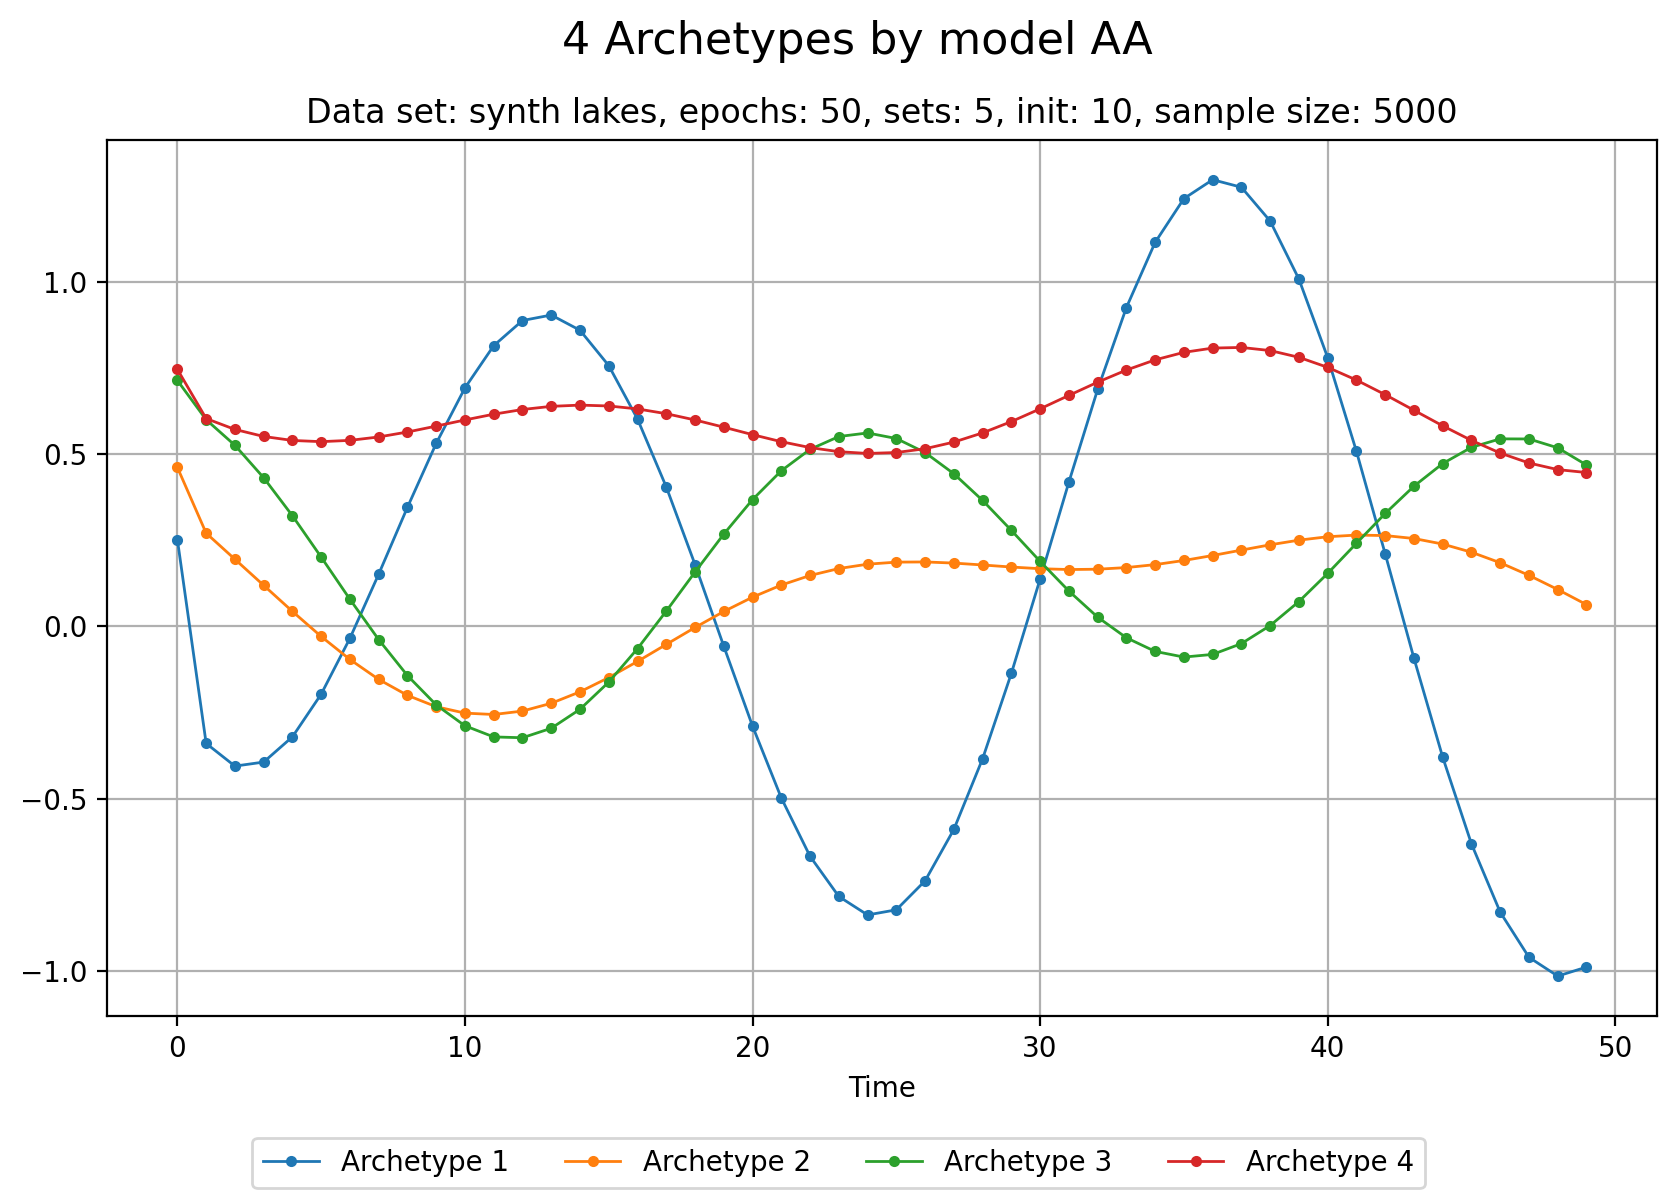 4 Archetypes by model AA
Data set: synth lakes, epochs: 50, sets: 5, init: 10, sample size: 5000
1.0
0.5
0.0
−0.5
−1.0
0 10 20 30 40 50
Time
Archetype 1 Archetype 2 Archetype 3 Archetype 4